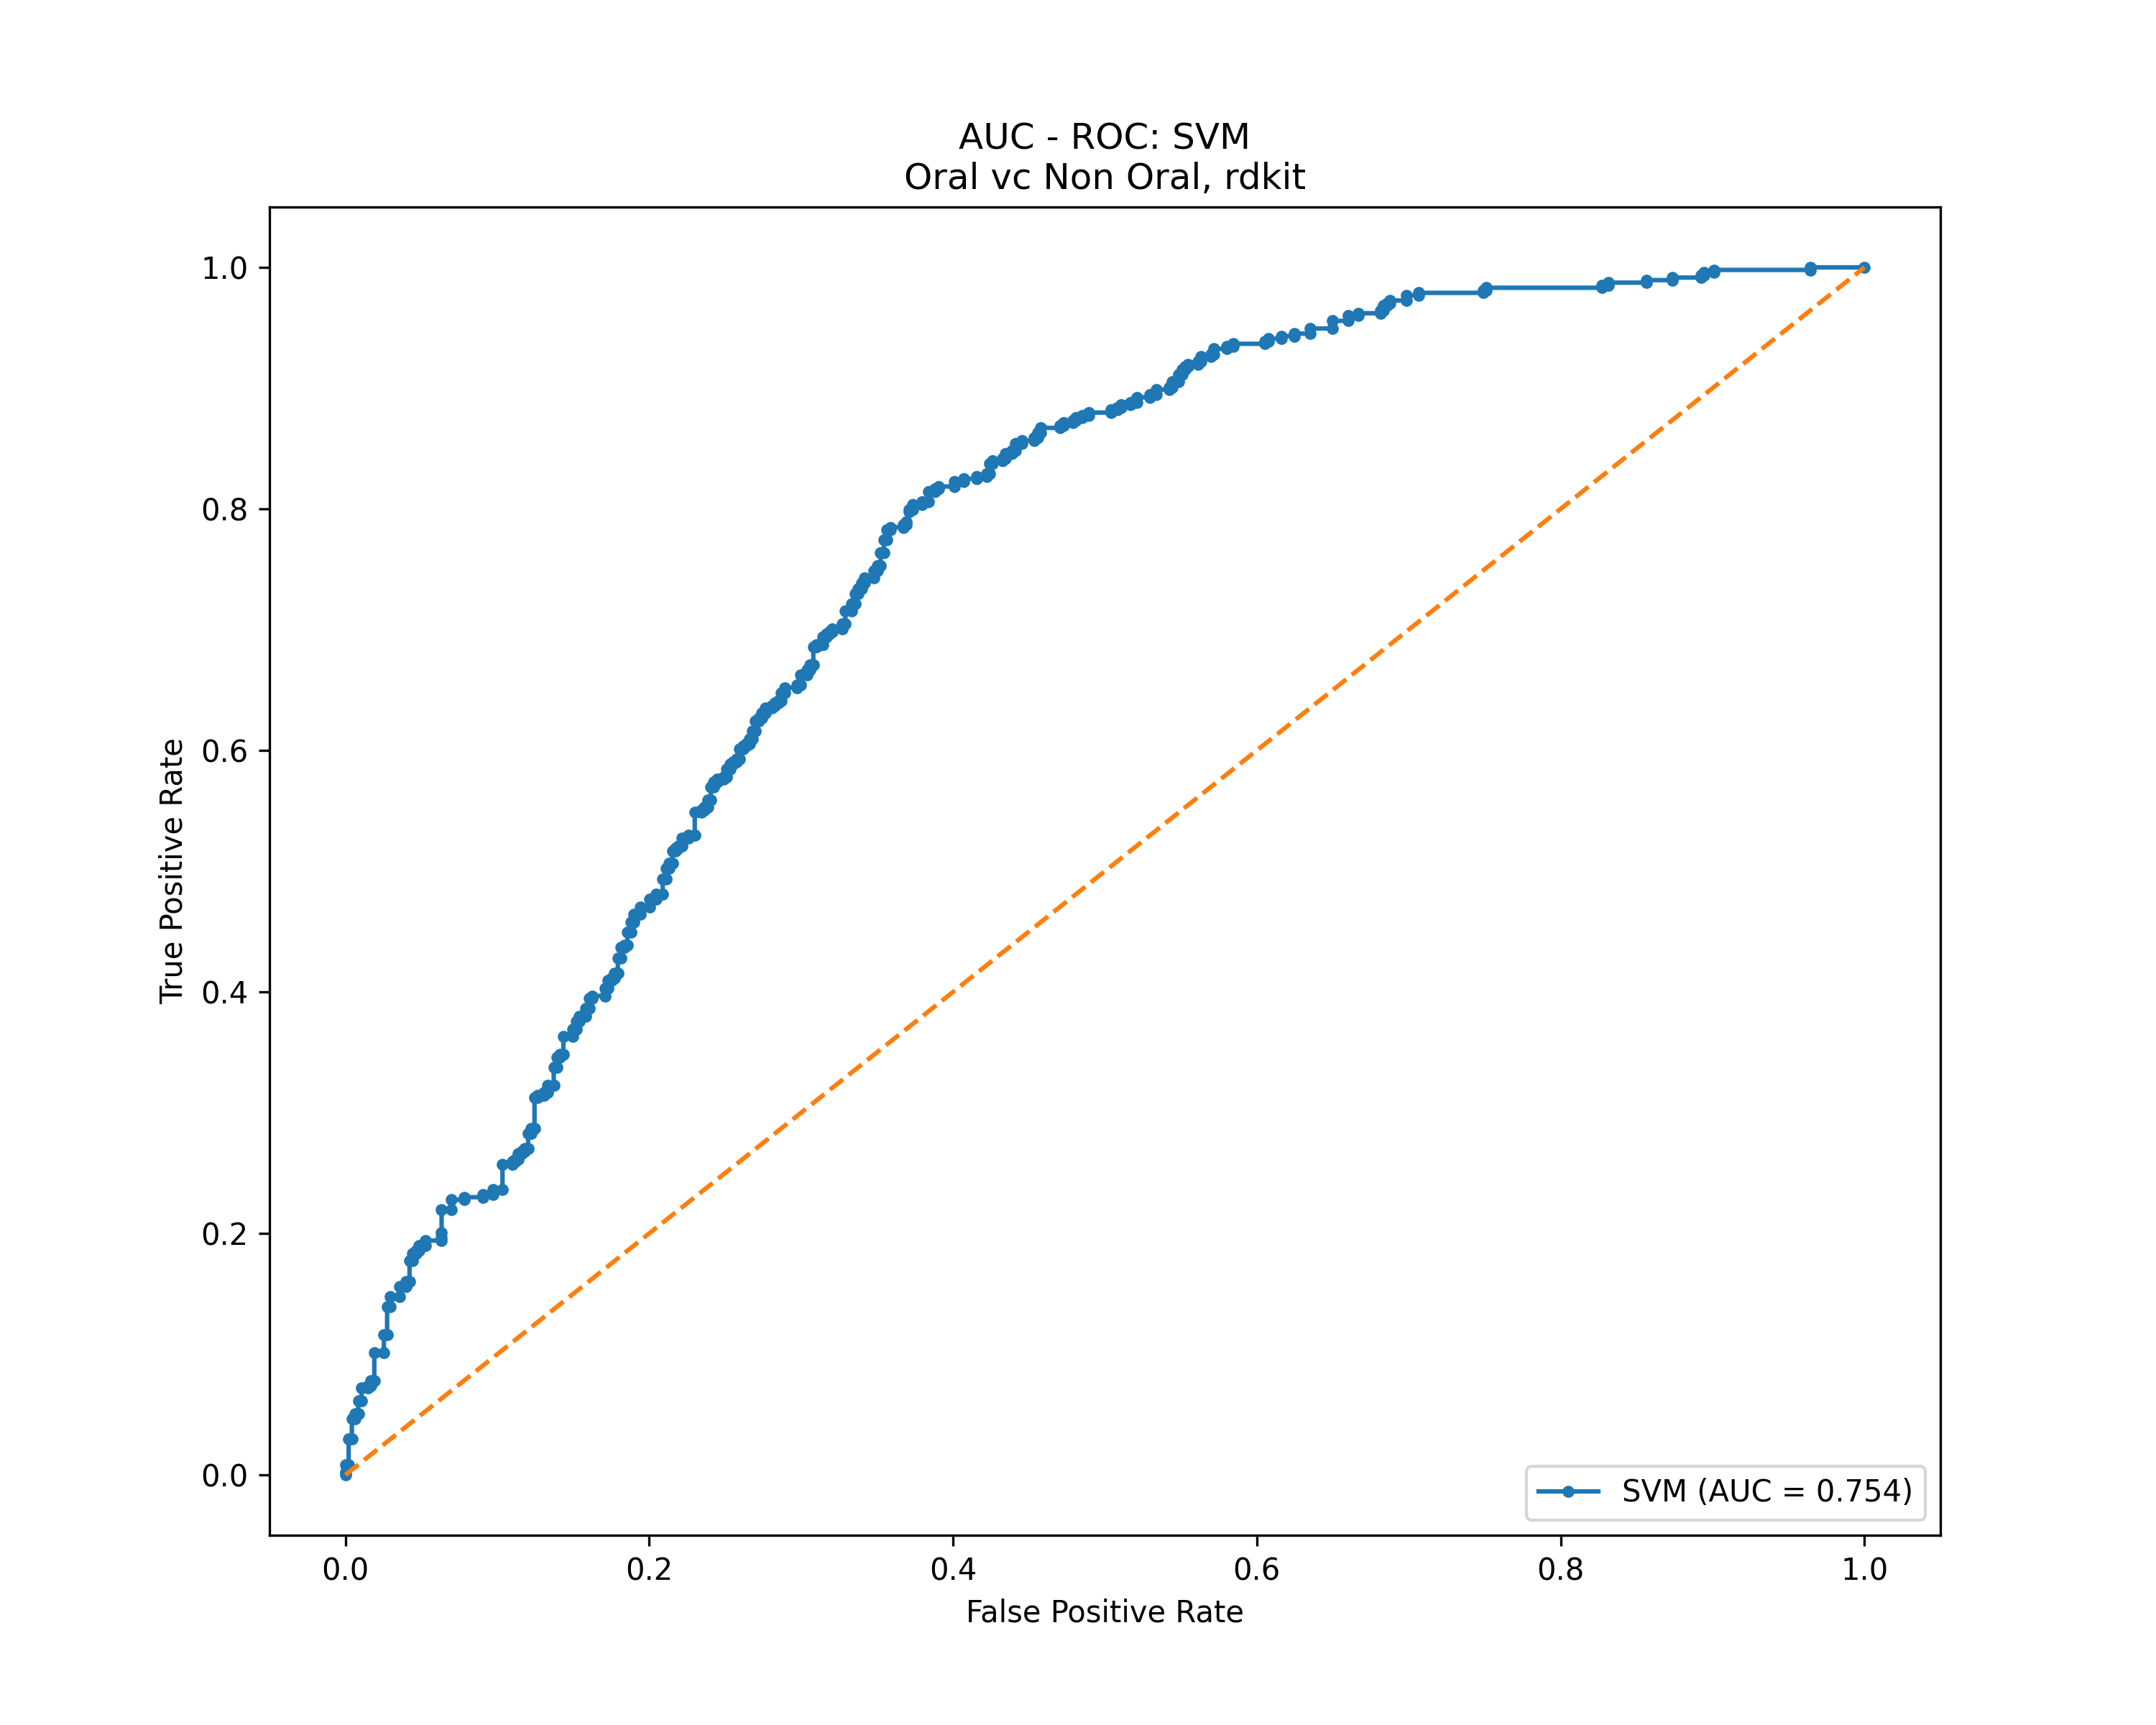 AUC - ROC: SVM
Oral vc Non Oral, rdkit
True Positive Rate
1.0
0.8
0.6
0.4
0.2
0.0
SVM (AUC = 0.754)
0.0 0.2 0.4 0.6 0.8 1.0
False Positive Rate